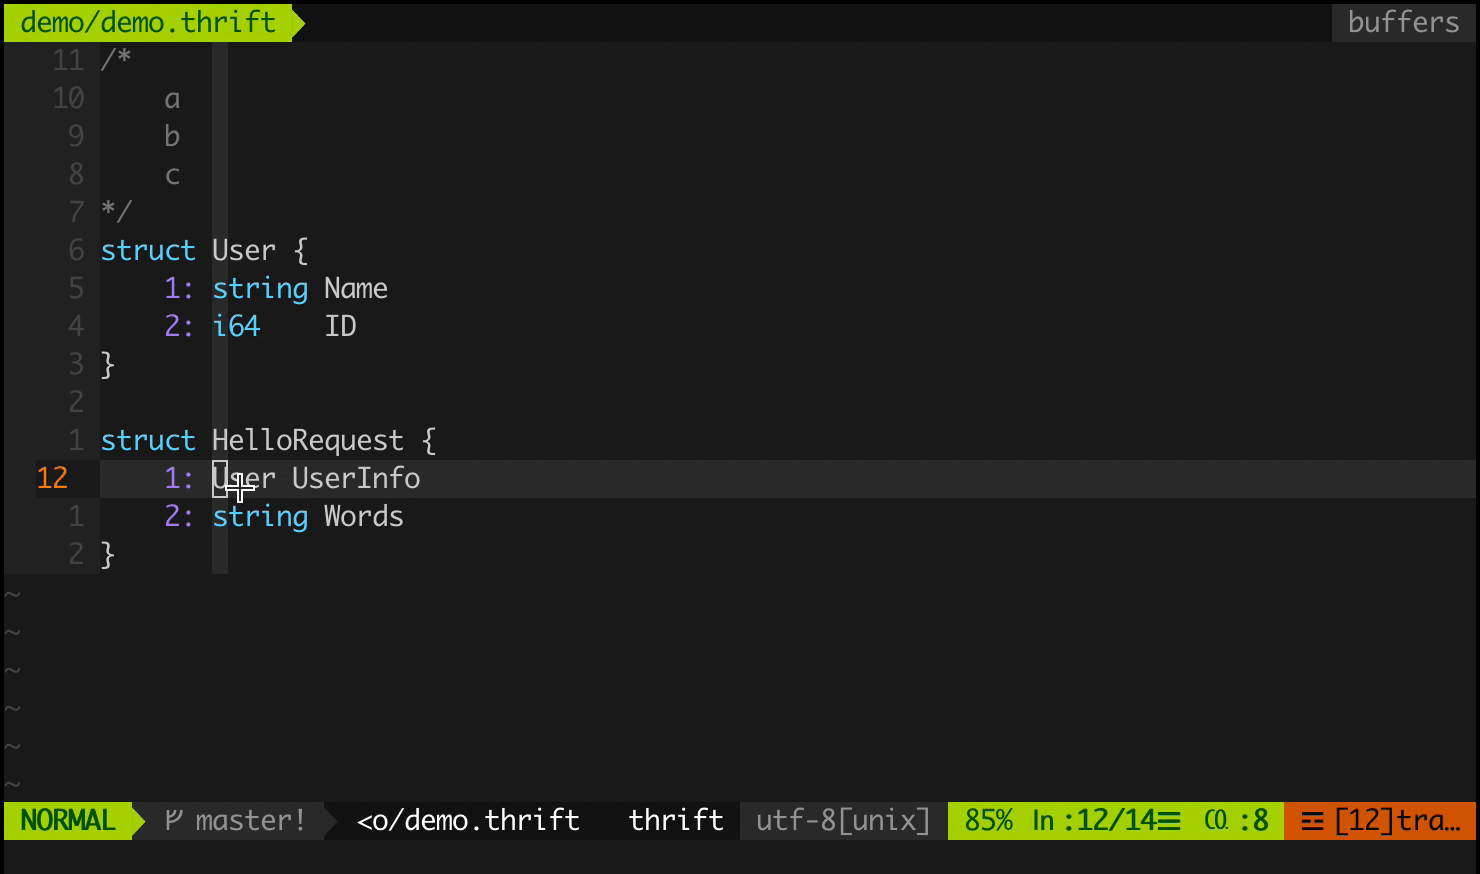 demo/demo.thrift buffers
11 /*
10     a
9     b
8     c
7 */
6 struct User {
5     1: string Name
4     2: i64    ID
3 }
2
1 struct HelloRequest {
12     1: User UserInfo
1     2: string Words
2 }
~
~
~
~
~
~
NORMAL master! <o/demo.thrift thrift utf-8[unix] 85% ln :12/14☰ co. :8 ☲ [12]tra…